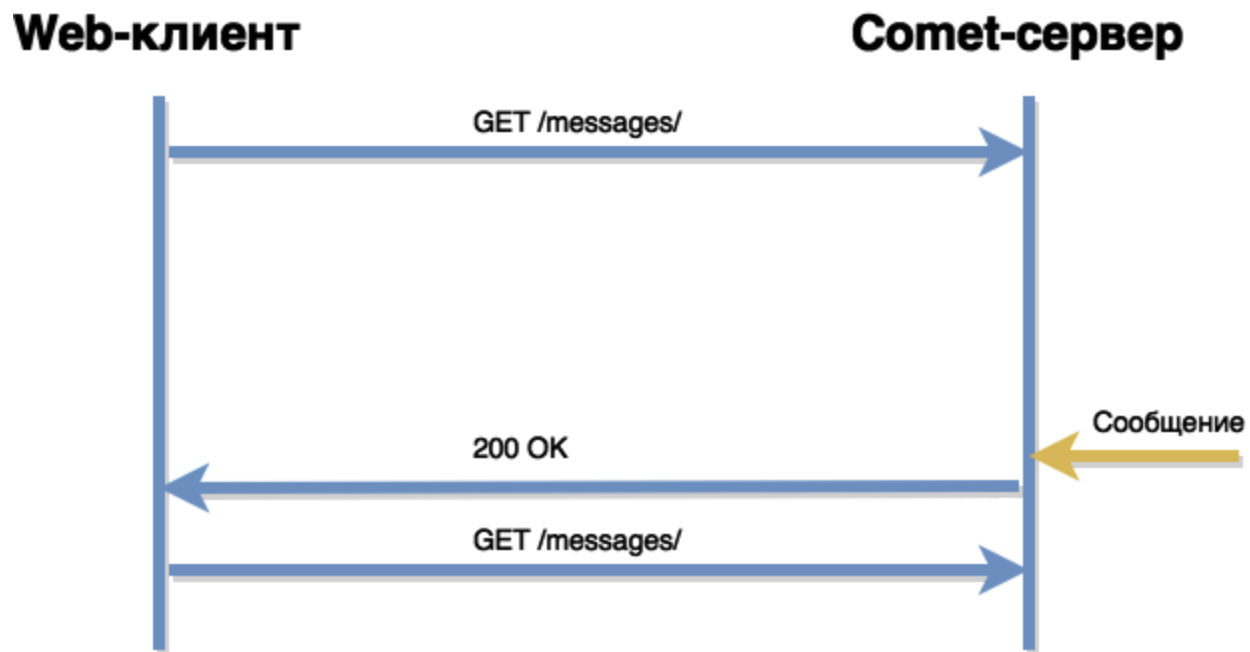 Web-клиент
Comet-сервер
GET /messages/
Сообщение
200 OK
GET /messages/